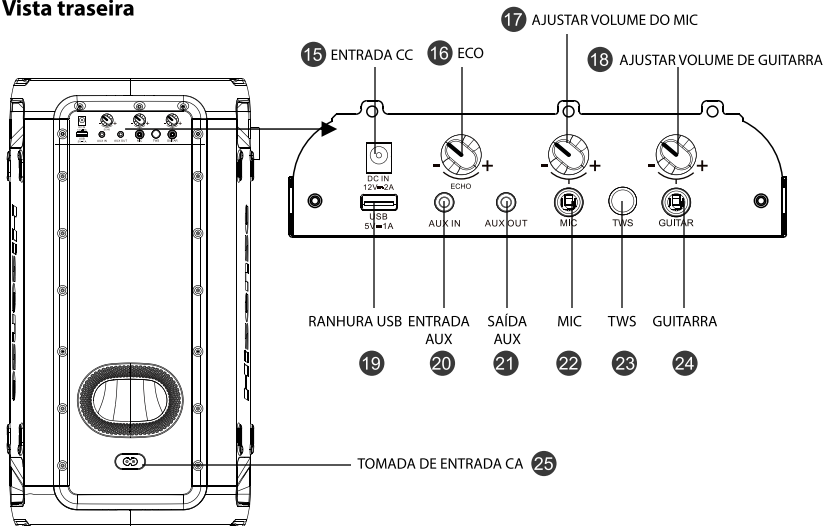 Vista traseira
17 AJUSTAR VOLUME DO MIC
15 ENTRADA CC
16 ECO
18 AJUSTAR VOLUME DE GUITARRA
- +
- +
- +
DC IN
12V⎓2A
ECHO
USB
5V⎓1A
AUX IN
AUX OUT
MIC
TWS
GUITAR
RANHURA USB
19
ENTRADA
AUX
20
SAÍDA
AUX
21
MIC
22
TWS
23
GUITARRA
24
TOMADA DE ENTRADA CA 25